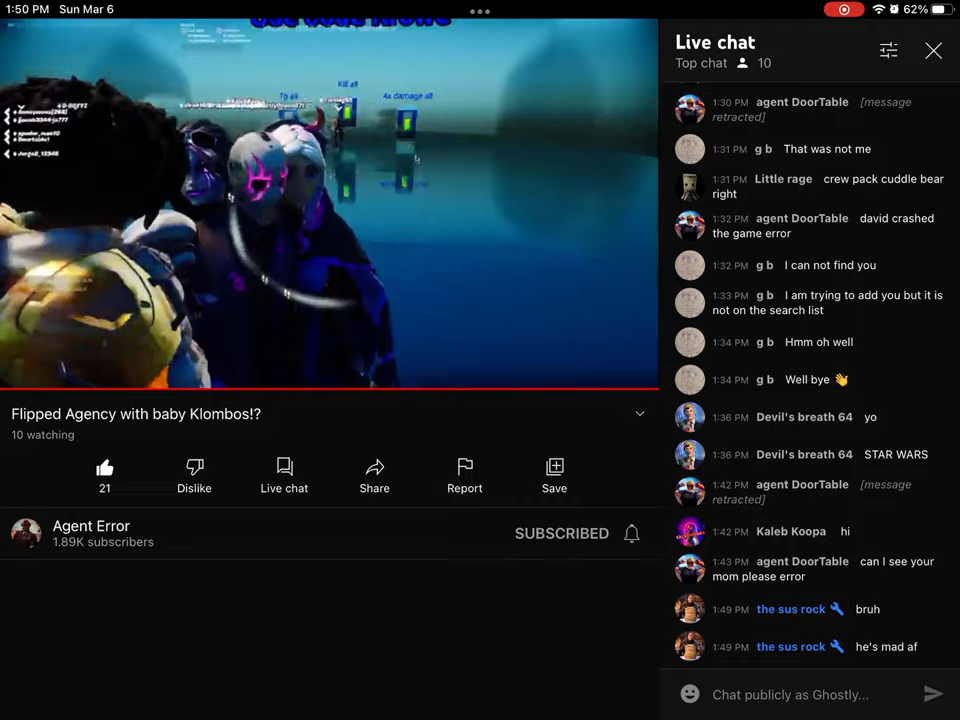 1:50 PM Sun Mar 6
62%
Kill all
4x damage all
Live chat
Top chat 10
1:30 PM agent DoorTable [message
retracted]
1:31 PM g b That was not me
1:31 PM Little rage crew pack cuddle bear
right
1:32 PM agent DoorTable david crashed
the game error
1:33 PM g b I can not find you
1:33 PM g b I am trying to add you but it is
not on the search list
1:34 PM g b Hmm oh well
1:34 PM g b Well bye 👋
1:36 PM Devil's breath 64 yo
1:36 PM Devil's breath 64 STAR WARS
1:42 PM agent DoorTable [message
retracted]
1:42 PM Kaleb Koopa hi
1:43 PM agent DoorTable can I see your
mom please error
1:49 PM the sus rock bruh
1:49 PM the sus rock he's mad af
Chat publicly as Ghostly...
Flipped Agency with baby Klombos!?
10 watching
21
Dislike
Live chat
Share
Report
Save
Agent Error
1.89K subscribers
SUBSCRIBED